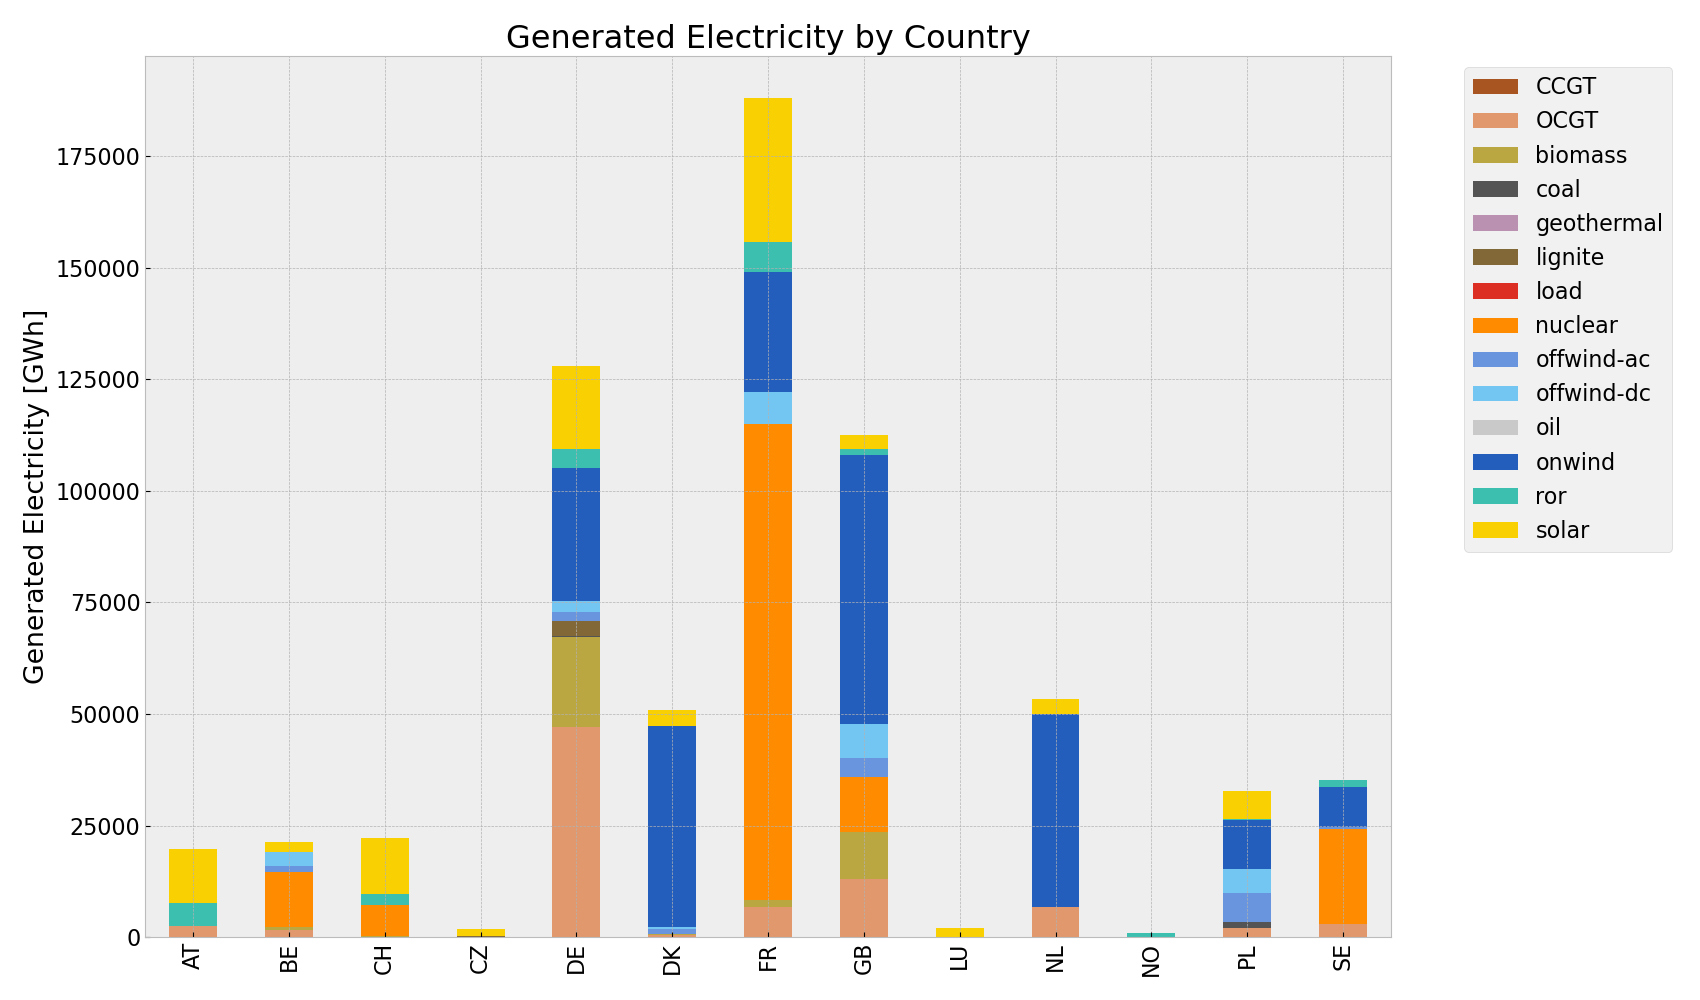 Generated Electricity by Country
Generated Electricity [GWh]
175000
150000
125000
100000
75000
50000
25000
0
AT
BE
CH
CZ
DE
DK
FR
GB
LU
NL
NO
PL
SE
CCGT
OCGT
biomass
coal
geothermal
lignite
load
nuclear
offwind-ac
offwind-dc
oil
onwind
ror
solar